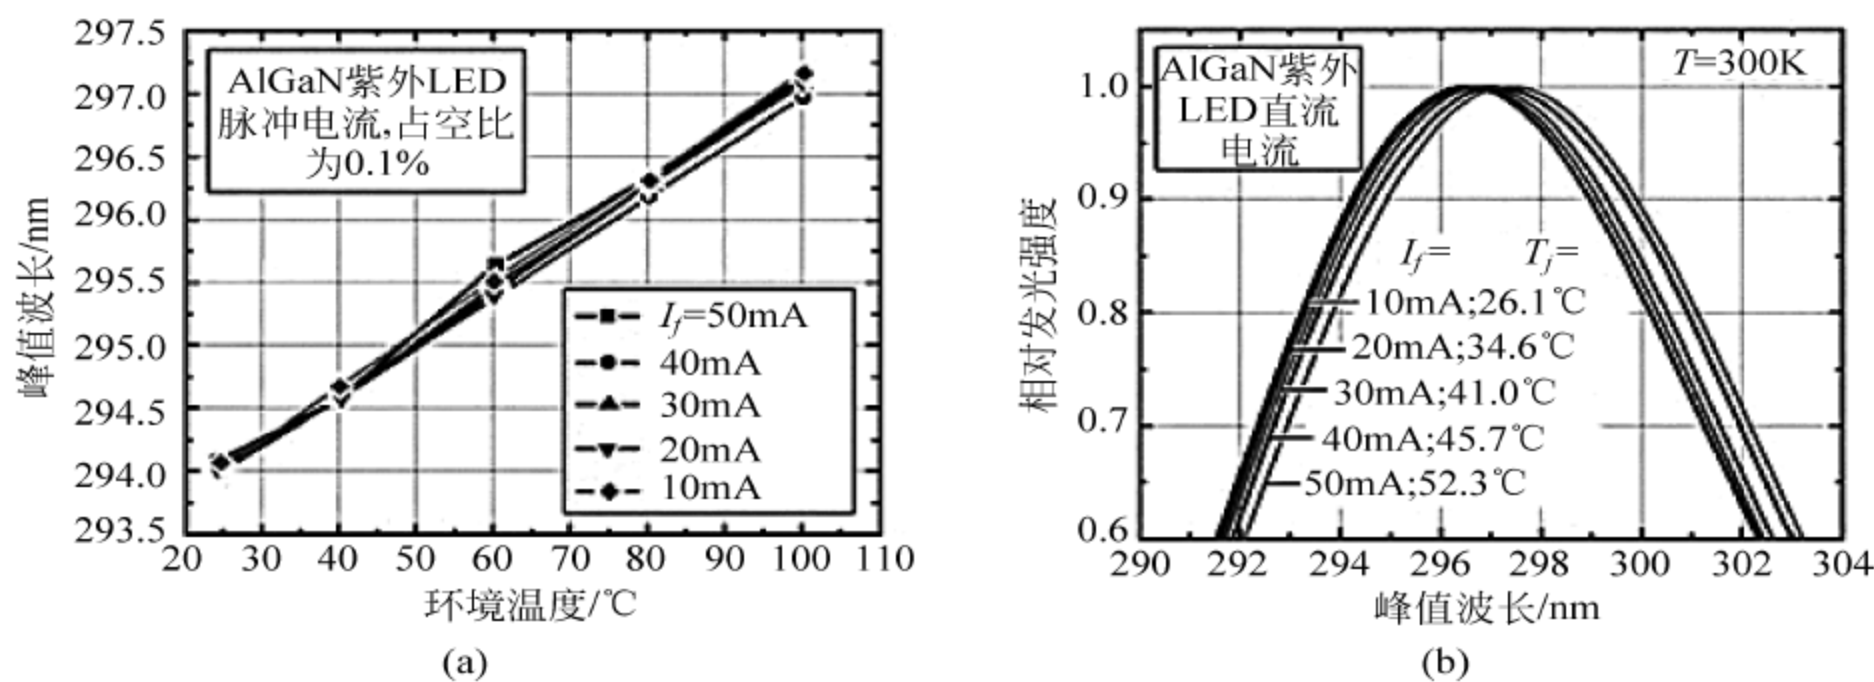 297.5
297.0
296.5
296.0
295.5
295.0
294.5
294.0
293.5
峰值波长/nm
AlGaN紫外LED
脉冲电流,占空比
为0.1%
I_f=50mA
40mA
30mA
20mA
10mA
20 30 40 50 60 70 80 90 100 110
环境温度/℃
(a)
1.0
0.9
0.8
0.7
0.6
相对发光强度
AlGaN紫外
LED直流
电流
T=300K
I_f= T_j=
10mA;26.1℃
20mA;34.6℃
30mA;41.0℃
40mA;45.7℃
50mA;52.3℃
290 292 294 296 298 300 302 304
峰值波长/nm
(b)